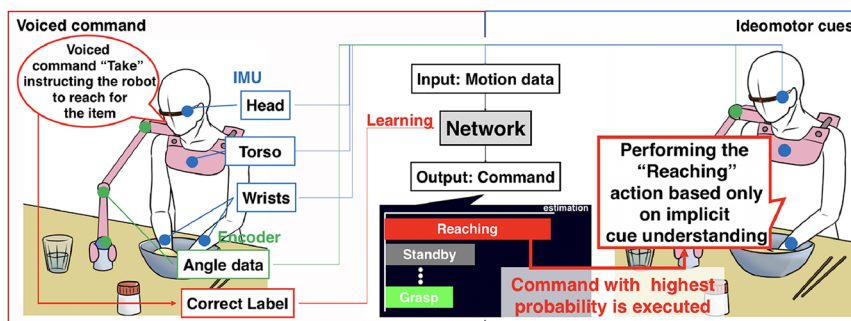 Voiced command
Ideomotor cues
Voiced
command “Take”
instructing the robot
to reach for
the item
IMU
Head
Torso
Wrists
Encoder
Angle data
Correct Label
Learning
Input: Motion data
Network
Output: Command
estimation
Reaching
Standby
Grasp
Command with highest
probability is executed
Performing the
“Reaching”
action based only
on implicit
cue understanding